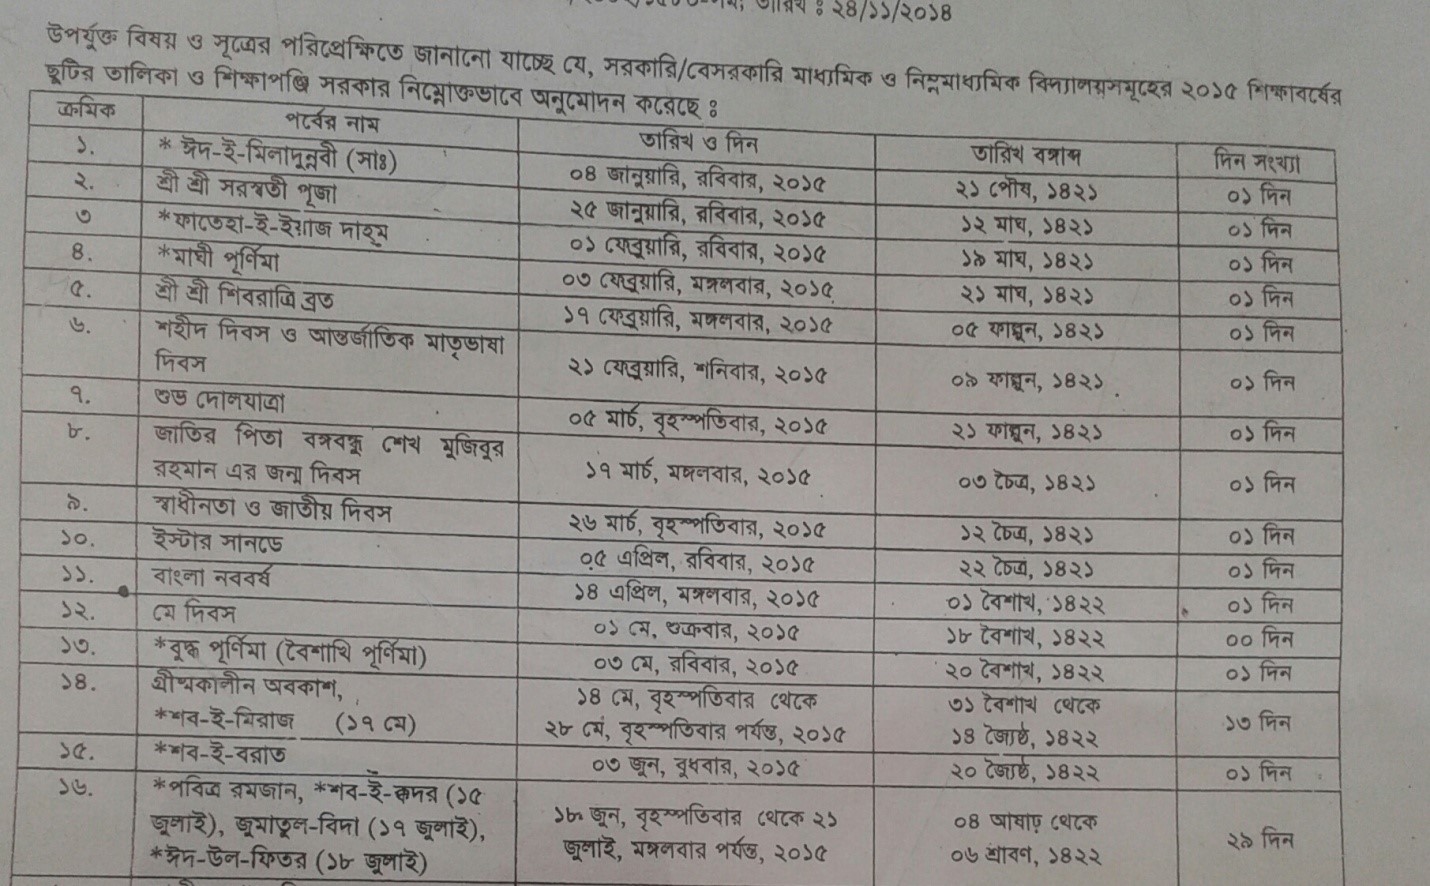 তারিখ : ২৪/১১/২০১৪
উপর্যুক্ত বিষয় ও সূত্রের পরিপ্রেক্ষিতে জানানো যাচ্ছে যে, সরকারি/বেসরকারি মাধ্যমিক ও নিম্নমাধ্যমিক বিদ্যালয়সমূহের ২০১৫ শিক্ষাবর্ষের
ছুটির তালিকা ও শিক্ষাপঞ্জি সরকার নিম্নোক্তভাবে অনুমোদন করেছে :
ক্রমিক পর্বের নাম তারিখ ও দিন তারিখ বঙ্গাব্দ দিন সংখ্যা
১. * ঈদ-ই-মিলাদুন্নবী (সাঃ) ০৪ জানুয়ারি, রবিবার, ২০১৫ ২১ পৌষ, ১৪২১ ০১ দিন
২. শ্রী শ্রী সরস্বতী পূজা ২৫ জানুয়ারি, রবিবার, ২০১৫ ১২ মাঘ, ১৪২১ ০১ দিন
৩ *ফাতেহা-ই-ইয়াজ দাহম ০১ ফেব্রুয়ারি, রবিবার, ২০১৫ ১৯ মাঘ, ১৪২১ ০১ দিন
৪. *মাঘী পূর্ণিমা ০৩ ফেব্রুয়ারি, মঙ্গলবার, ২০১৫ ২১ মাঘ, ১৪২১ ০১ দিন
৫. শ্রী শ্রী শিবরাত্রি ব্রত ১৭ ফেব্রুয়ারি, মঙ্গলবার, ২০১৫ ০৫ ফাল্গুন, ১৪২১ ০১ দিন
৬. শহীদ দিবস ও আন্তর্জাতিক মাতৃভাষা
দিবস ২১ ফেব্রুয়ারি, শনিবার, ২০১৫ ০৯ ফাল্গুন, ১৪২১ ০১ দিন
৭. শুভ দোলযাত্রা ০৫ মার্চ, বৃহস্পতিবার, ২০১৫ ২১ ফাল্গুন, ১৪২১ ০১ দিন
৮. জাতির পিতা বঙ্গবন্ধু শেখ মুজিবুর
রহমান এর জন্ম দিবস ১৭ মার্চ, মঙ্গলবার, ২০১৫ ০৩ চৈত্র, ১৪২১ ০১ দিন
৯. স্বাধীনতা ও জাতীয় দিবস ২৬ মার্চ, বৃহস্পতিবার, ২০১৫ ১২ চৈত্র, ১৪২১ ০১ দিন
১০. ইস্টার সানডে ০৫ এপ্রিল, রবিবার, ২০১৫ ২২ চৈত্র, ১৪২১ ০১ দিন
১১. বাংলা নববর্ষ ১৪ এপ্রিল, মঙ্গলবার, ২০১৫ ০১ বৈশাখ, ১৪২২ ০১ দিন
১২. মে দিবস ০১ মে, শুক্রবার, ২০১৫ ১৮ বৈশাখ, ১৪২২ ০০ দিন
১৩. *বুদ্ধ পূর্ণিমা (বৈশাখি পূর্ণিমা) ০৩ মে, রবিবার, ২০১৫ ২০ বৈশাখ, ১৪২২ ০১ দিন
১৪. গ্রীষ্মকালীন অবকাশ, ১৪ মে, বৃহস্পতিবার থেকে ৩১ বৈশাখ থেকে
*শব-ই-মিরাজ (১৭ মে) ২৮ মে, বৃহস্পতিবার পর্যন্ত, ২০১৫ ১৪ জ্যৈষ্ঠ, ১৪২২ ১৩ দিন
১৫. *শব-ই-বরাত ০৩ জুন, বুধবার, ২০১৫ ২০ জ্যৈষ্ঠ, ১৪২২ ০১ দিন
১৬. *পবিত্র রমজান, *শব-ই-কদর (১৫
জুলাই), জুমাতুল-বিদা (১৭ জুলাই), ১৮ জুন, বৃহস্পতিবার থেকে ২১ ০৪ আষাঢ় থেকে
*ঈদ-উল-ফিতর (১৮ জুলাই) জুলাই, মঙ্গলবার পর্যন্ত, ২০১৫ ০৬ শ্রাবণ, ১৪২২ ২৯ দিন